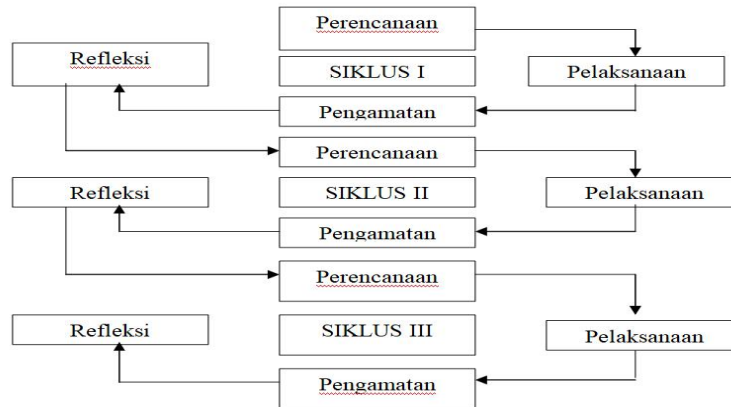 Perencanaan
Refleksi
SIKLUS I
Pelaksanaan
Pengamatan
Perencanaan
Refleksi
SIKLUS II
Pelaksanaan
Pengamatan
Perencanaan
Refleksi
SIKLUS III
Pelaksanaan
Pengamatan